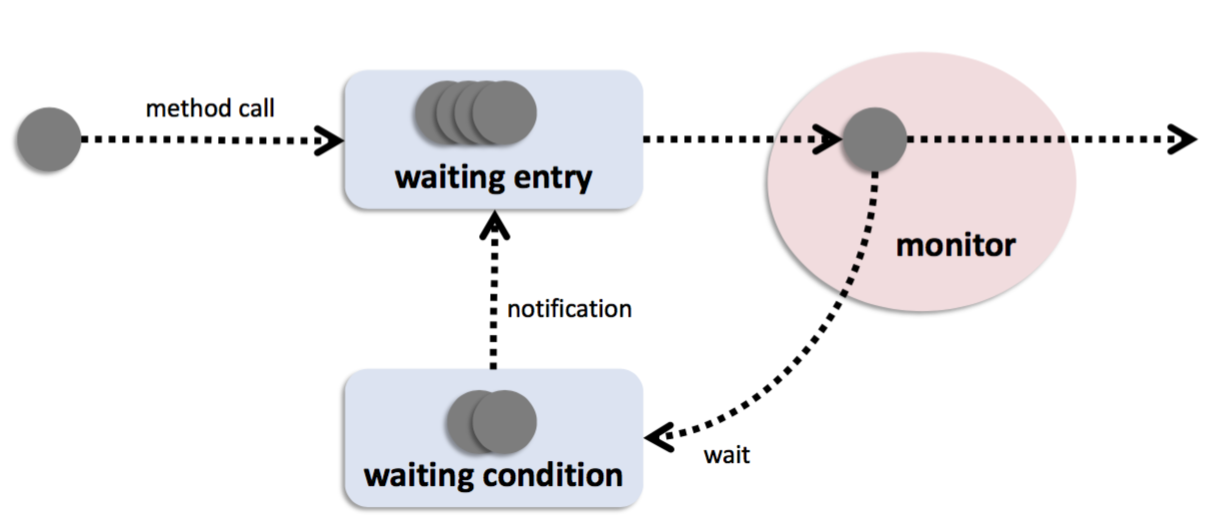 method call
waiting entry
monitor
notification
wait
waiting condition